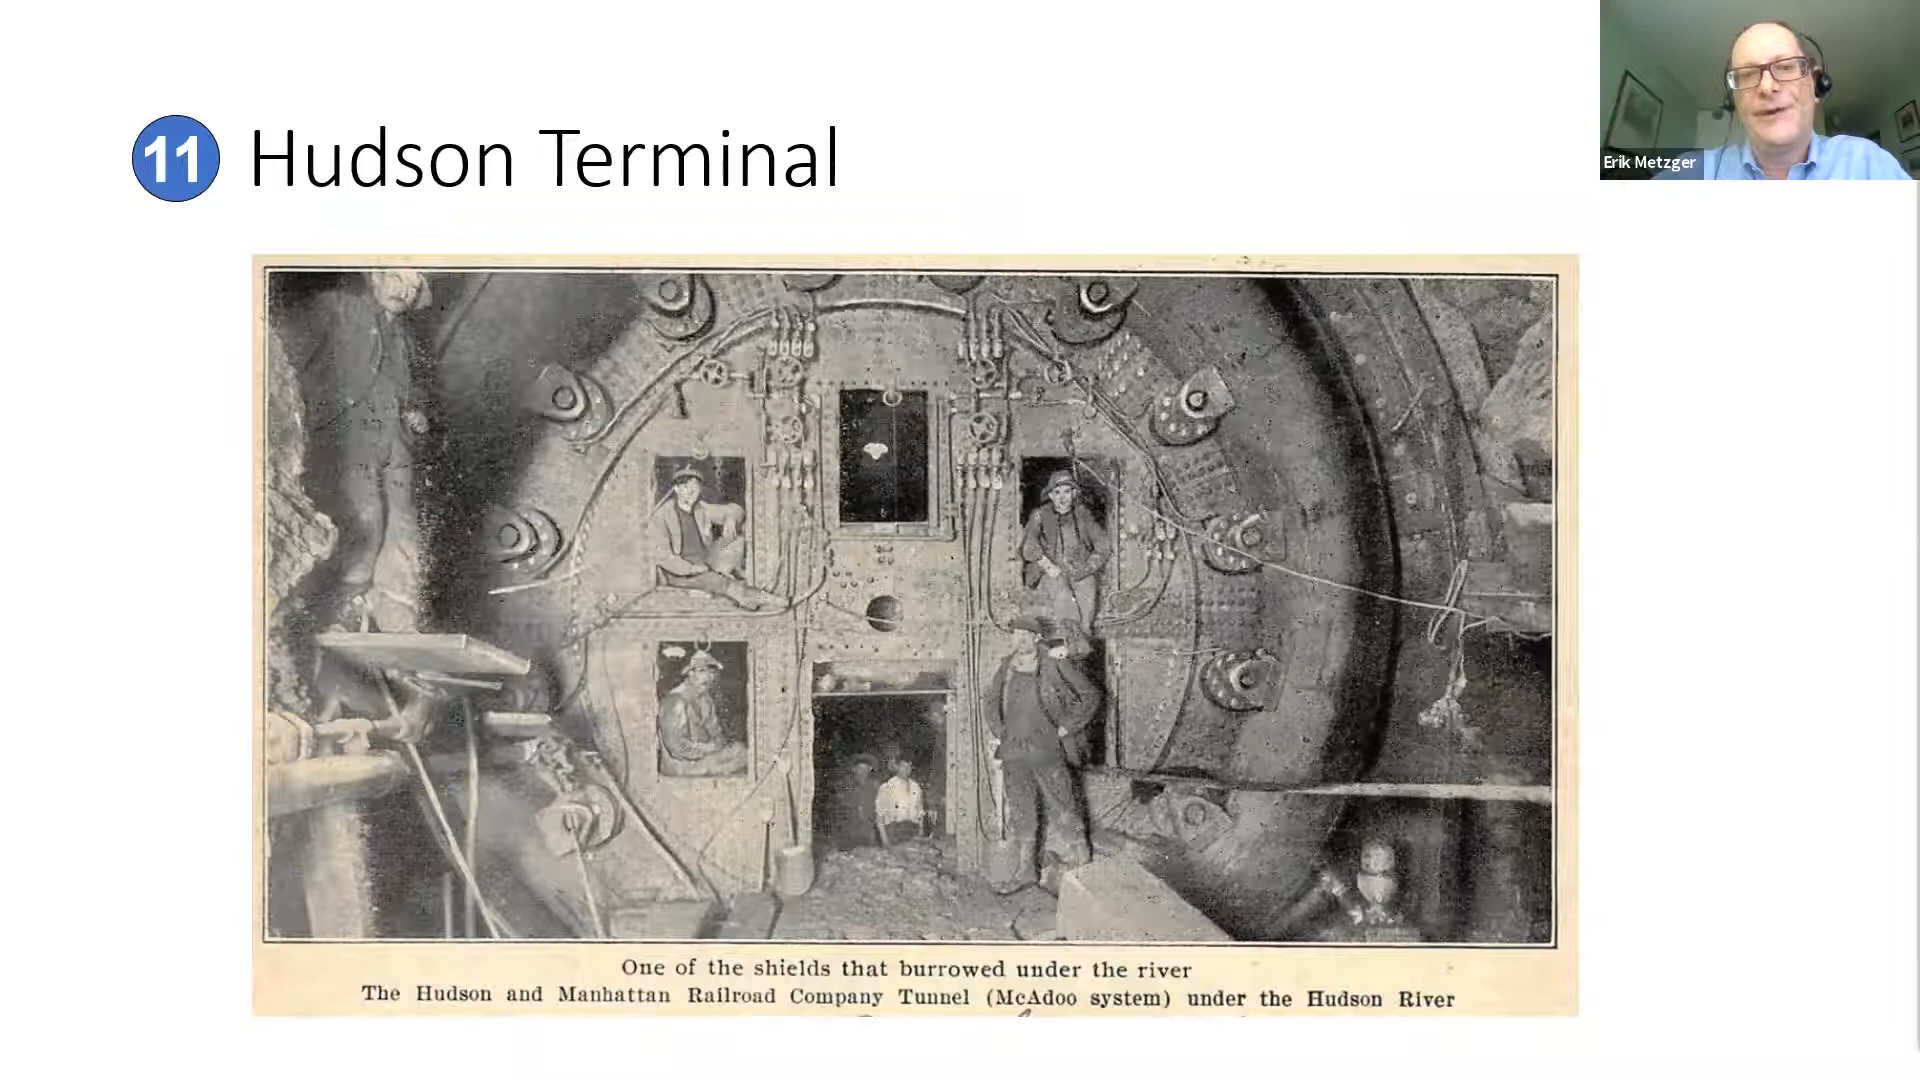 11 Hudson Terminal
Erik Metzger
One of the shields that burrowed under the river
The Hudson and Manhattan Railroad Company Tunnel (McAdoo system) under the Hudson River